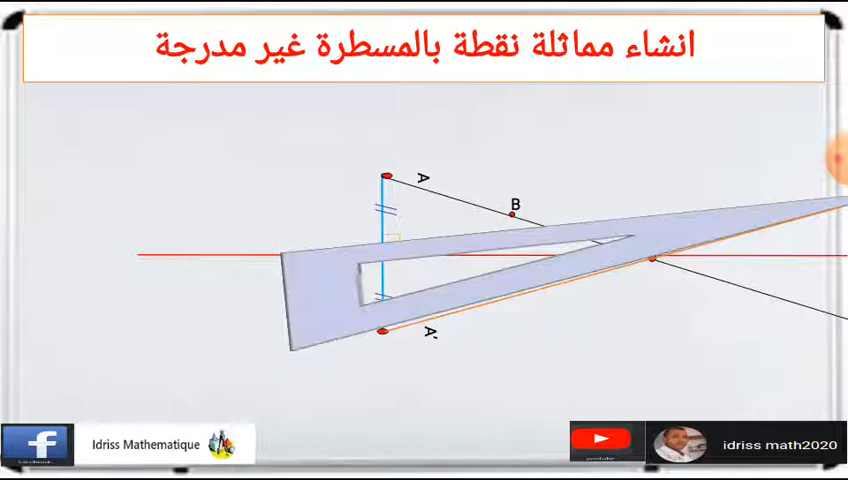 انشاء مماثلة نقطة بالمسطرة غير مدرجة
A
B
A'
Idriss Mathematique
idriss math2020